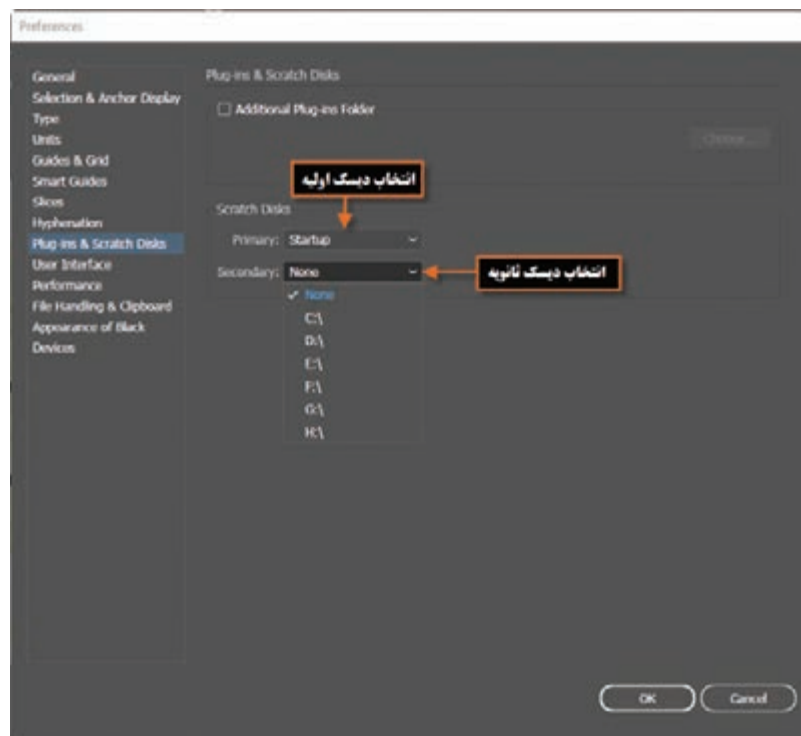 Preferences
General
Selection & Anchor Display
Type
Units
Guides & Grid
Smart Guides
Slices
Hyphenation
Plug-ins & Scratch Disks
User Interface
Performance
File Handling & Clipboard
Appearance of Black
Devices
Plug-ins & Scratch Disks
Additional Plug-ins Folder
Choose...
انتخاب دیسک اولیه
Scratch Disks
Primary: Startup
Secondary: None
انتخاب دیسک ثانویه
None
C:\
D:\
E:\
F:\
G:\
H:\
OK
Cancel